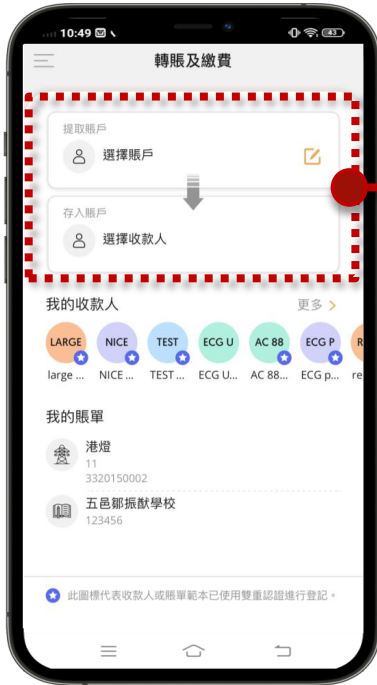 10:49
43
轉賬及繳費
提取賬戶
選擇賬戶
存入賬戶
選擇收款人
我的收款人
更多 >
LARGE NICE TEST ECG U AC 88 ECG P R
large ... NICE ... TEST ... ECG U... AC 88... ECG p... re
我的賬單
港燈
11
3320150002
五邑鄒振猷學校
123456
此圖標代表收款人或賬單範本已使用雙重認證進行登記。